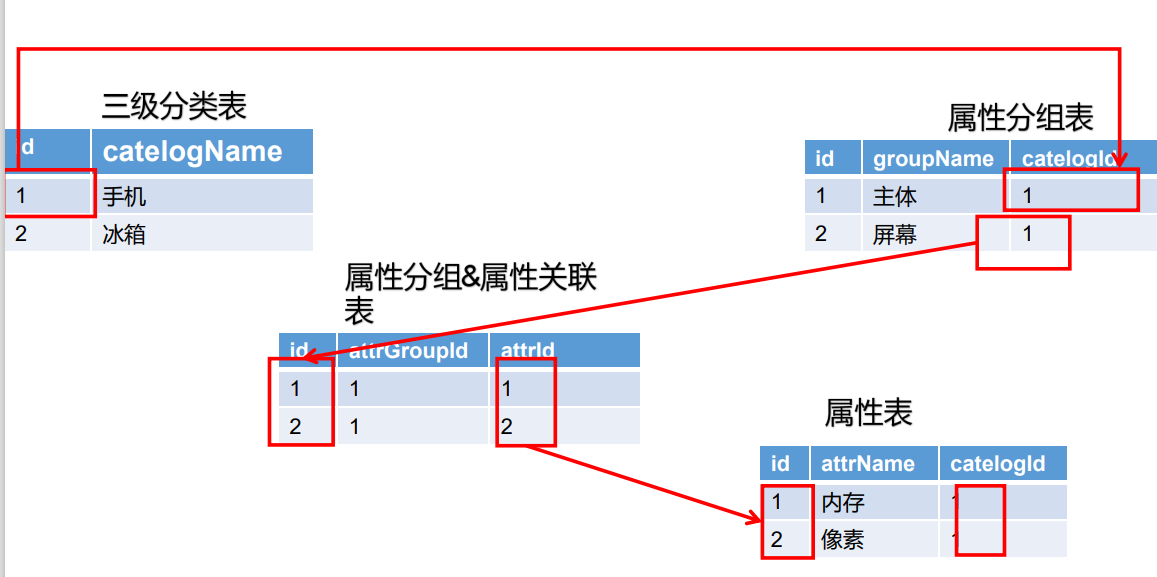 三级分类表
id catelogName
1 手机
2 冰箱
属性分组表
id groupName catelogId
1 主体 1
2 屏幕 1
属性分组&属性关联
表
id attrGroupId attrId
1 1 1
2 1 2
属性表
id attrName catelogId
1 内存 1
2 像素 1